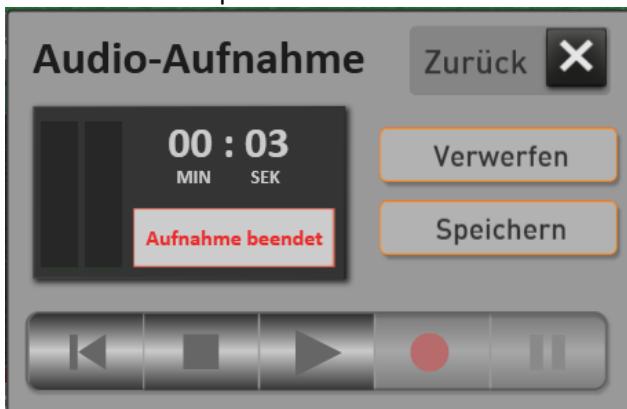 Audio-Aufnahme
Zurück
00 : 03
MIN SEK
Aufnahme beendet
Verwerfen
Speichern